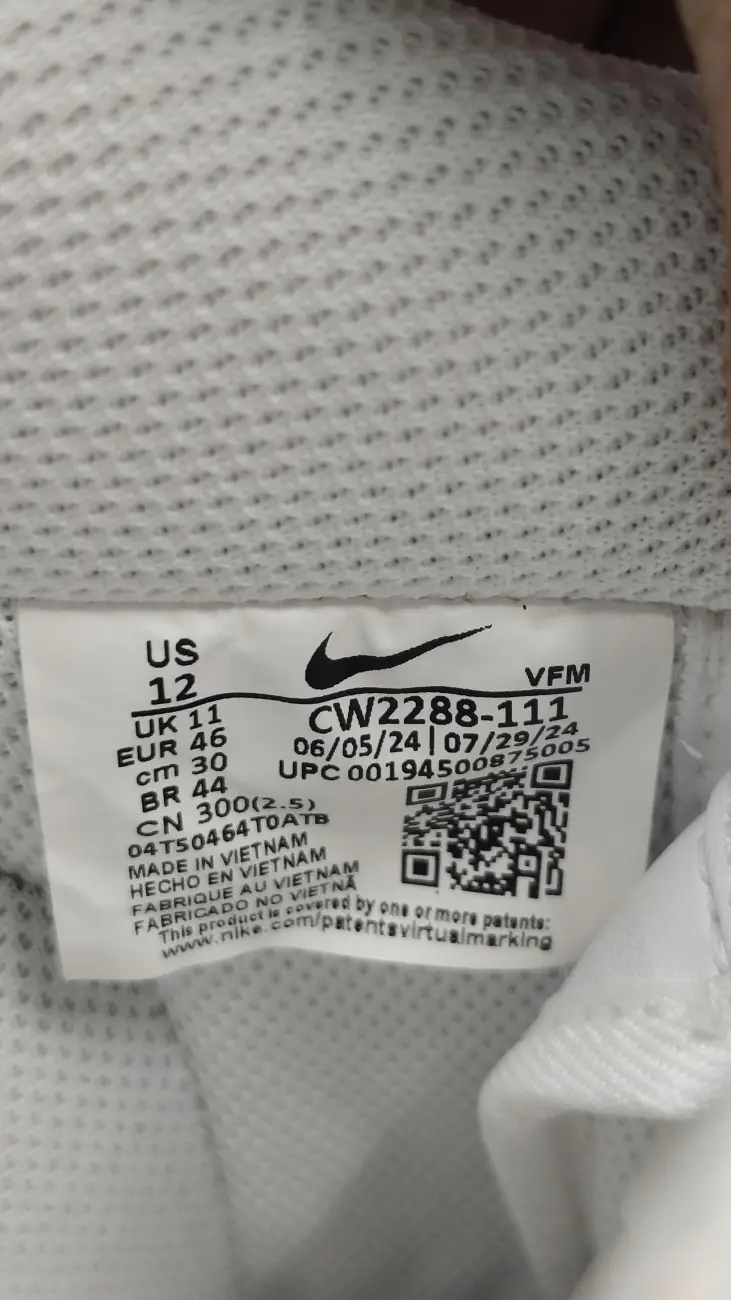 US
12
VFM
UK 11
EUR 46
cm 30
BR 44
CN 300(2.5)
CW2288-111
06/05/24 | 07/29/24
UPC 00194500875005
04T50464T0ATB
MADE IN VIETNAM
HECHO EN VIETNAM
FABRIQUE AU VIETNAM
FABRICADO NO VIETNÃ
This product is covered by one or more patents:
www.nike.com/patentsvirtualmarking